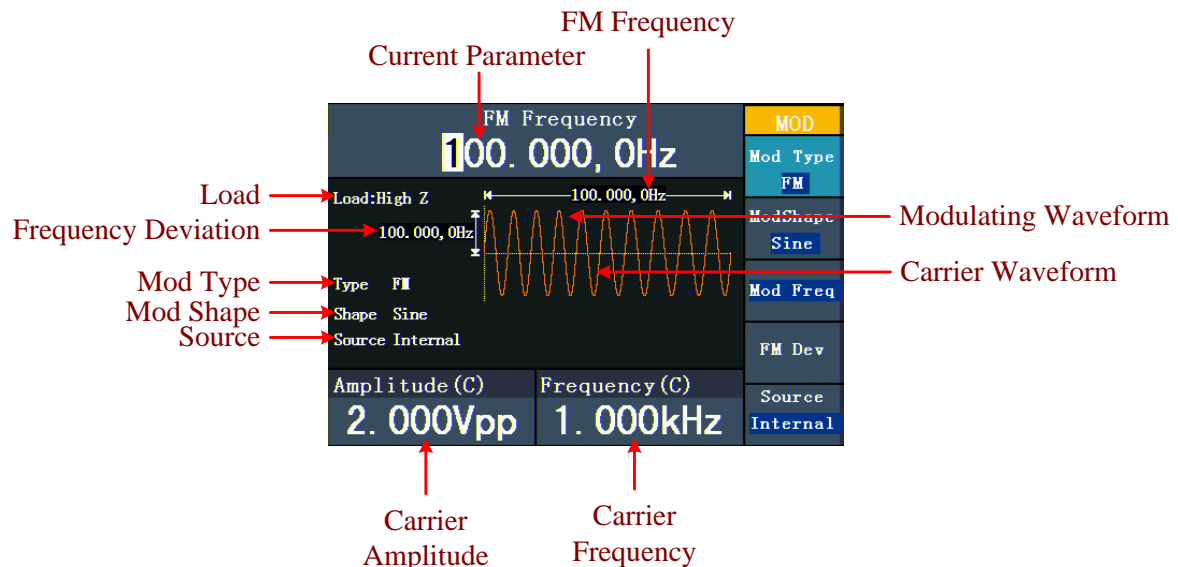 FM Frequency
Current Parameter
FM Frequency
100.000,0Hz
MOD
Mod Type
FM
ModShape
Sine
Mod Freq
FM Dev
Source
Internal
Load
Load:High Z
100.000,0Hz
Frequency Deviation
100.000,0Hz
Modulating Waveform
Carrier Waveform
Mod Type
Type FM
Mod Shape
Shape Sine
Source
Source Internal
Amplitude(C)
2.000Vpp
Frequency(C)
1.000kHz
Carrier
Amplitude
Carrier
Frequency